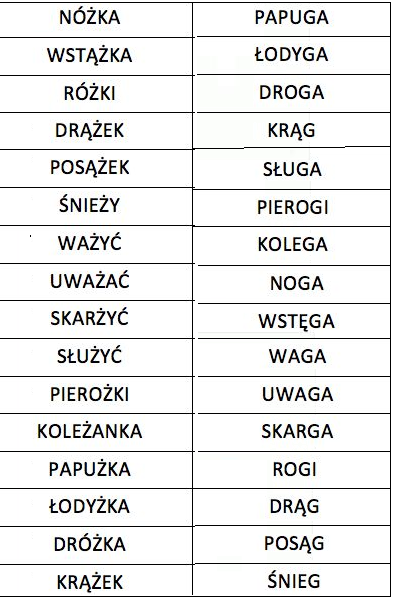 NÓŻKA PAPUGA
WSTĄŻKA ŁODYGA
RÓŻKI DROGA
DRĄŻEK KRĄG
POSĄŻEK SŁUGA
ŚNIEŻY PIEROGI
WAŻYĆ KOLEGA
UWAŻAĆ NOGA
SKARŻYĆ WSTĘGA
SŁUŻYĆ WAGA
PIEROŻKI UWAGA
KOLEŻANKA SKARGA
PAPUŻKA ROGI
ŁODYŻKA DRĄG
DRÓŻKA POSĄG
KRĄŻEK ŚNIEG